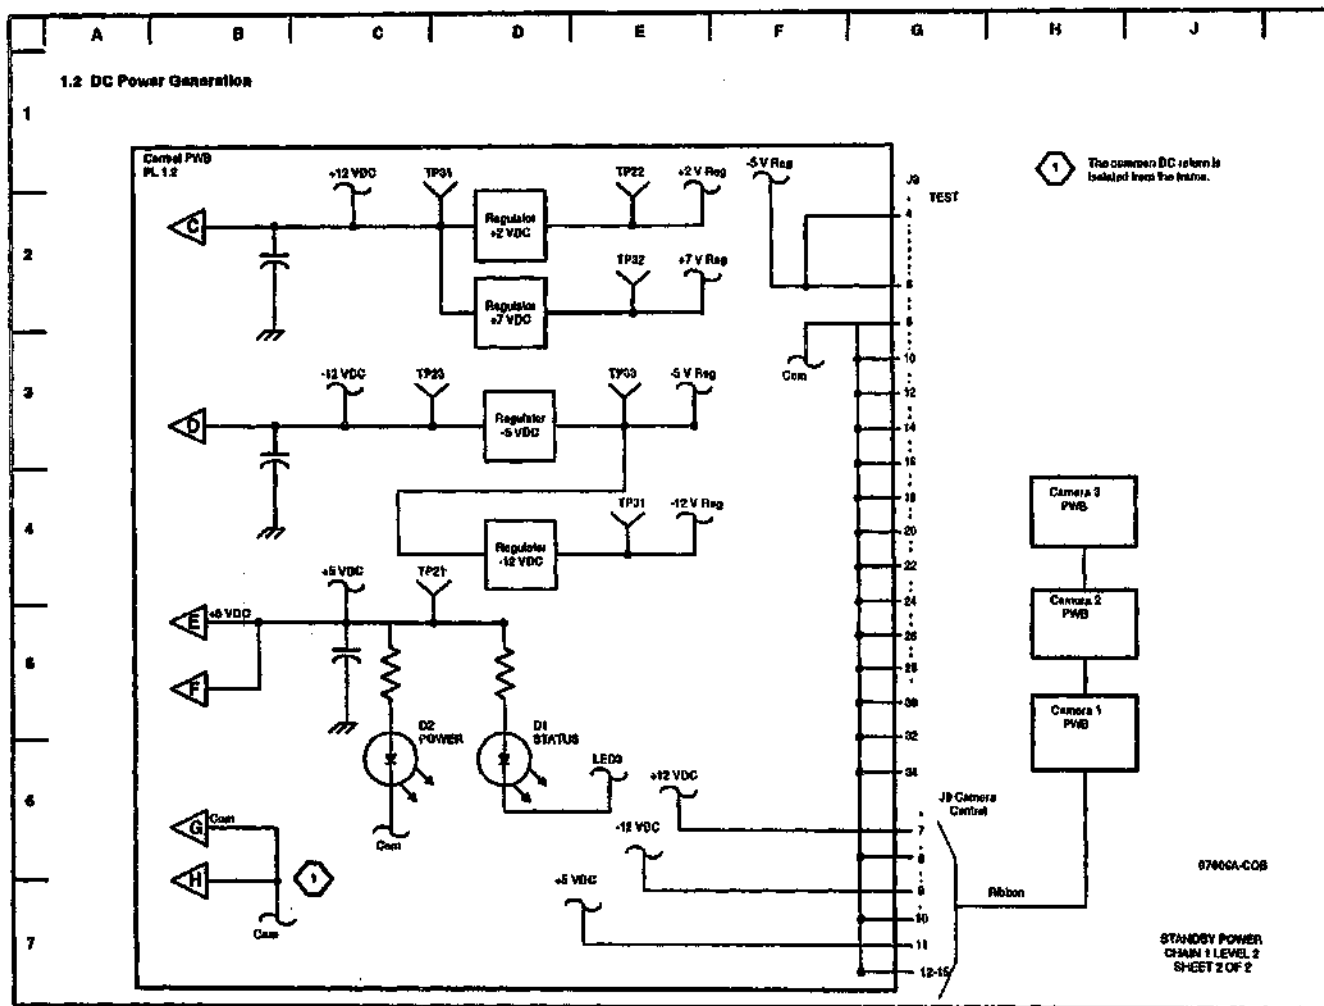 A B C D E F G H J
1.2 DC Power Generation
1
2
3
4
5
6
7
Control PWB
PL 1.2
+12 VDC
TP31
TP22
+2 V Reg
-5 V Reg
J3
TEST
1
The common DC return is
isolated from the frame.
C
Regulator
+2 VDC
4
TP32
+7 V Reg
Regulator
+7 VDC
Com
10
-12 VDC
TP23
TP33
-5 V Reg
12
D
Regulator
-5 VDC
14
16
18
TP31
-12 V Reg
20
Regulator
-12 VDC
22
Camera 3
PWB
+5 VDC
TP21
24
Camera 2
PWB
E
+5 VDC
26
28
F
30
Camera 1
PWB
D2
POWER
D1
STATUS
32
LED3
+12 VDC
34
J9 Camera
Control
G
Com
Com
-12 VDC
7
8
H
1
+5 VDC
9
Ribbon
Com
10
11
12-15
STANDBY POWER
CHAIN 1 LEVEL 2
SHEET 2 OF 2